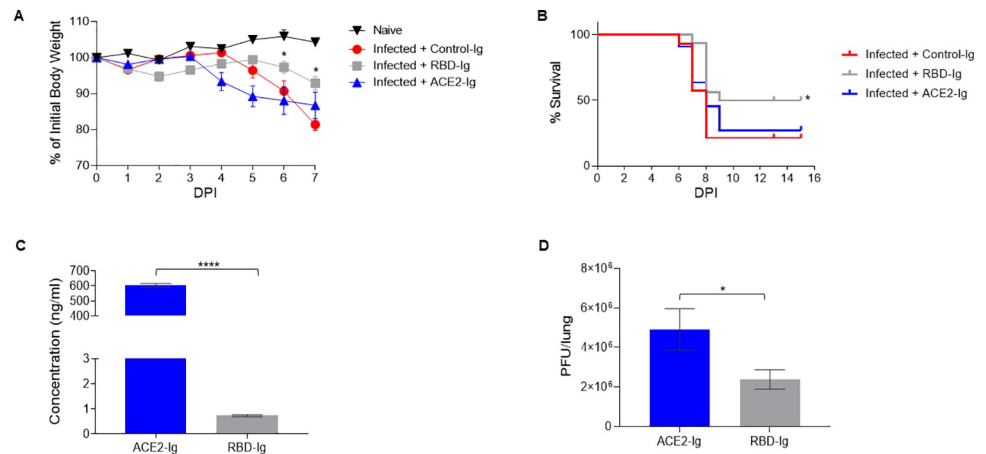 A
% of Initial Body Weight
110
100
90
80
70
0 1 2 3 4 5 6 7
DPI
* *
Naive
Infected + Control-Ig
Infected + RBD-Ig
Infected + ACE2-Ig
B
% Survival
100
50
0
0 2 4 6 8 10 12 14 16
DPI
*
Infected + Control-Ig
Infected + RBD-Ig
Infected + ACE2-Ig
C
Concentration (ng/ml)
700
600
500
400
3
2
1
0
****
ACE2-Ig RBD-Ig
D
PFU/lung
8×10⁶
6×10⁶
4×10⁶
2×10⁶
0
*
ACE2-Ig RBD-Ig